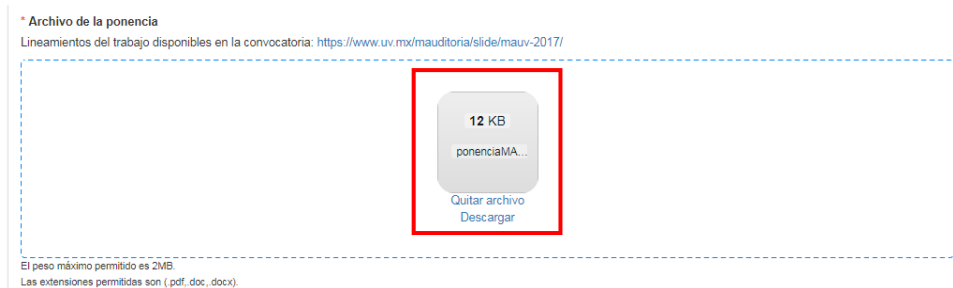 * Archivo de la ponencia
Lineamientos del trabajo disponibles en la convocatoria: https://www.uv.mx/mauditoria/slide/mauv-2017/
12 KB
ponenciaMA...
Quitar archivo
Descargar
El peso máximo permitido es 2MB.
Las extensiones permitidas son (.pdf,.doc,.docx).